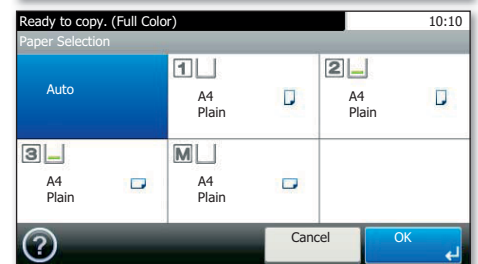 Ready to copy. (Full Color) 10:10
Paper Selection
Auto
1
A4
Plain
2
A4
Plain
3
A4
Plain
M
A4
Plain
?
Cancel
OK